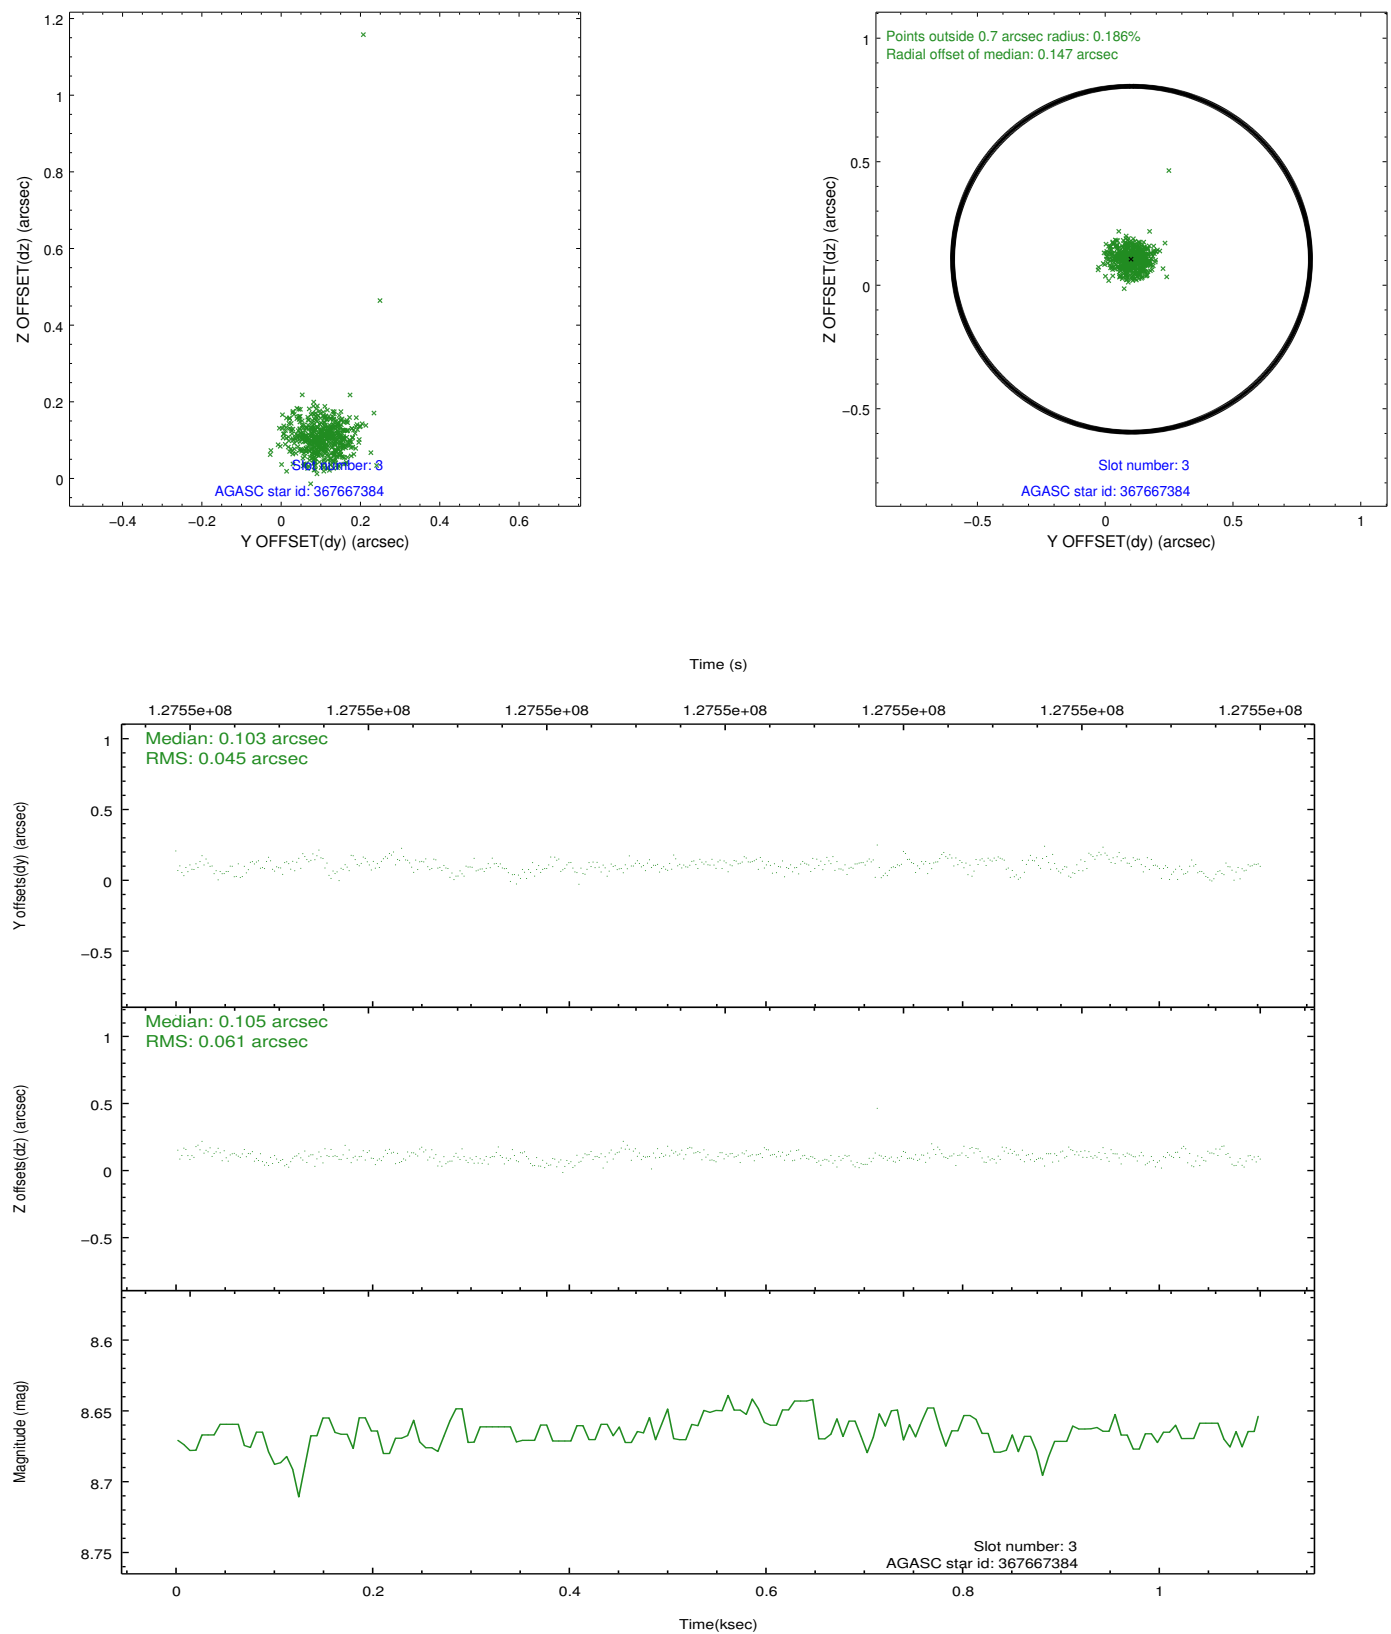 1.2
1
0.8
0.6
0.4
0.2
0
Z OFFSET(dz) (arcsec)
Slot number: 3
AGASC star id: 367667384
−0.4 −0.2 0 0.2 0.4 0.6
Y OFFSET(dy) (arcsec)
Points outside 0.7 arcsec radius: 0.186%
Radial offset of median: 0.147 arcsec
1
0.5
0
−0.5
Z OFFSET(dz) (arcsec)
Slot number: 3
AGASC star id: 367667384
−0.5 0 0.5 1
Y OFFSET(dy) (arcsec)
Time (s)
1.2755e+08 1.2755e+08 1.2755e+08 1.2755e+08 1.2755e+08 1.2755e+08 1.2755e+08
Median: 0.103 arcsec
RMS: 0.045 arcsec
1
0.5
0
−0.5
Y offsets(dy) (arcsec)
Median: 0.105 arcsec
RMS: 0.061 arcsec
1
0.5
0
−0.5
Z offsets(dz) (arcsec)
8.6
8.65
8.7
8.75
Magnitude (mag)
Slot number: 3
AGASC star id: 367667384
0 0.2 0.4 0.6 0.8 1
Time(ksec)